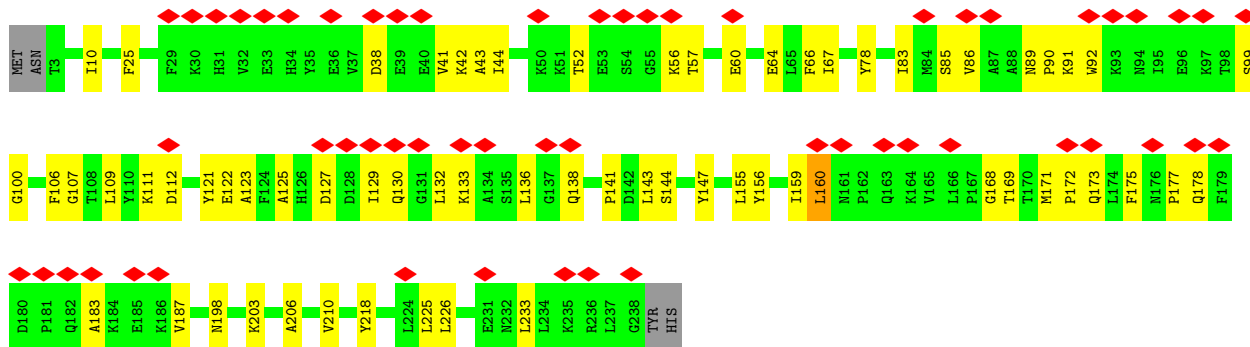 MET ASN T3 I10 F25 F29 K30 H31 V32 E33 H34 Y35 E36 V37 D38 E39 E40 V41 K42 A43 I44 K50 K51 T52 E53 S54 G55 K56 T57 E60 E64 L65 F66 I67 Y78 I83 M84 S85 V86 A87 A88 N89 P90 K91 W92 K93 N94 I95 E96 K97 T98 S99
G100 F106 G107 T108 L109 Y110 K111 D112 Y121 E122 A123 F124 A125 H126 D127 D128 I129 Q130 G131 L132 K133 A134 S135 L136 G137 Q138 P141 D142 L143 S144 Y147 L155 Y156 I159 L160 N161 P162 Q163 K164 V165 L166 P167 G168 T169 T170 M171 P172 Q173 L174 F175 N176 P177 Q178 F179
D180 P181 Q182 A183 K184 E185 K186 V187 N198 K203 A206 V210 Y218 L224 L225 L226 E231 N232 L233 L234 K235 R236 L237 G238 TYR HIS